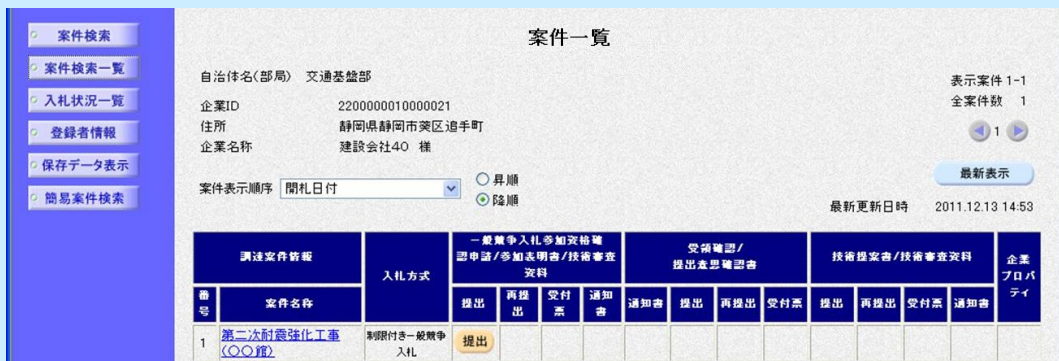 案件検索
案件検索一覧
入札状況一覧
登録者情報
保存データ表示
簡易案件検索
案件一覧
自治体名(部局) 交通基盤部
企業ID 2200000010000021
住所 静岡県静岡市葵区追手町
企業名称 建設会社40 様
表示案件 1-1
全案件数 1
1
案件表示順序 開札日付
昇順
降順
最新表示
最新更新日時 2011.12.13 14:53
調達案件情報
入札方式
一般競争入札参加資格確
認申請/参加表明書/技術審査
資料
受領確認/
提出意思確認書
技術提案書/技術審査資料
企業
プロパ
ティ
番
号
案件名称
提出
再提
出
受付
票
通知
書
通知書 提出 再提出 受付票
提出 再提出 受付票 通知書
1
第二次耐震強化工事
(〇〇館)
制限付き一般競争
入札
提出